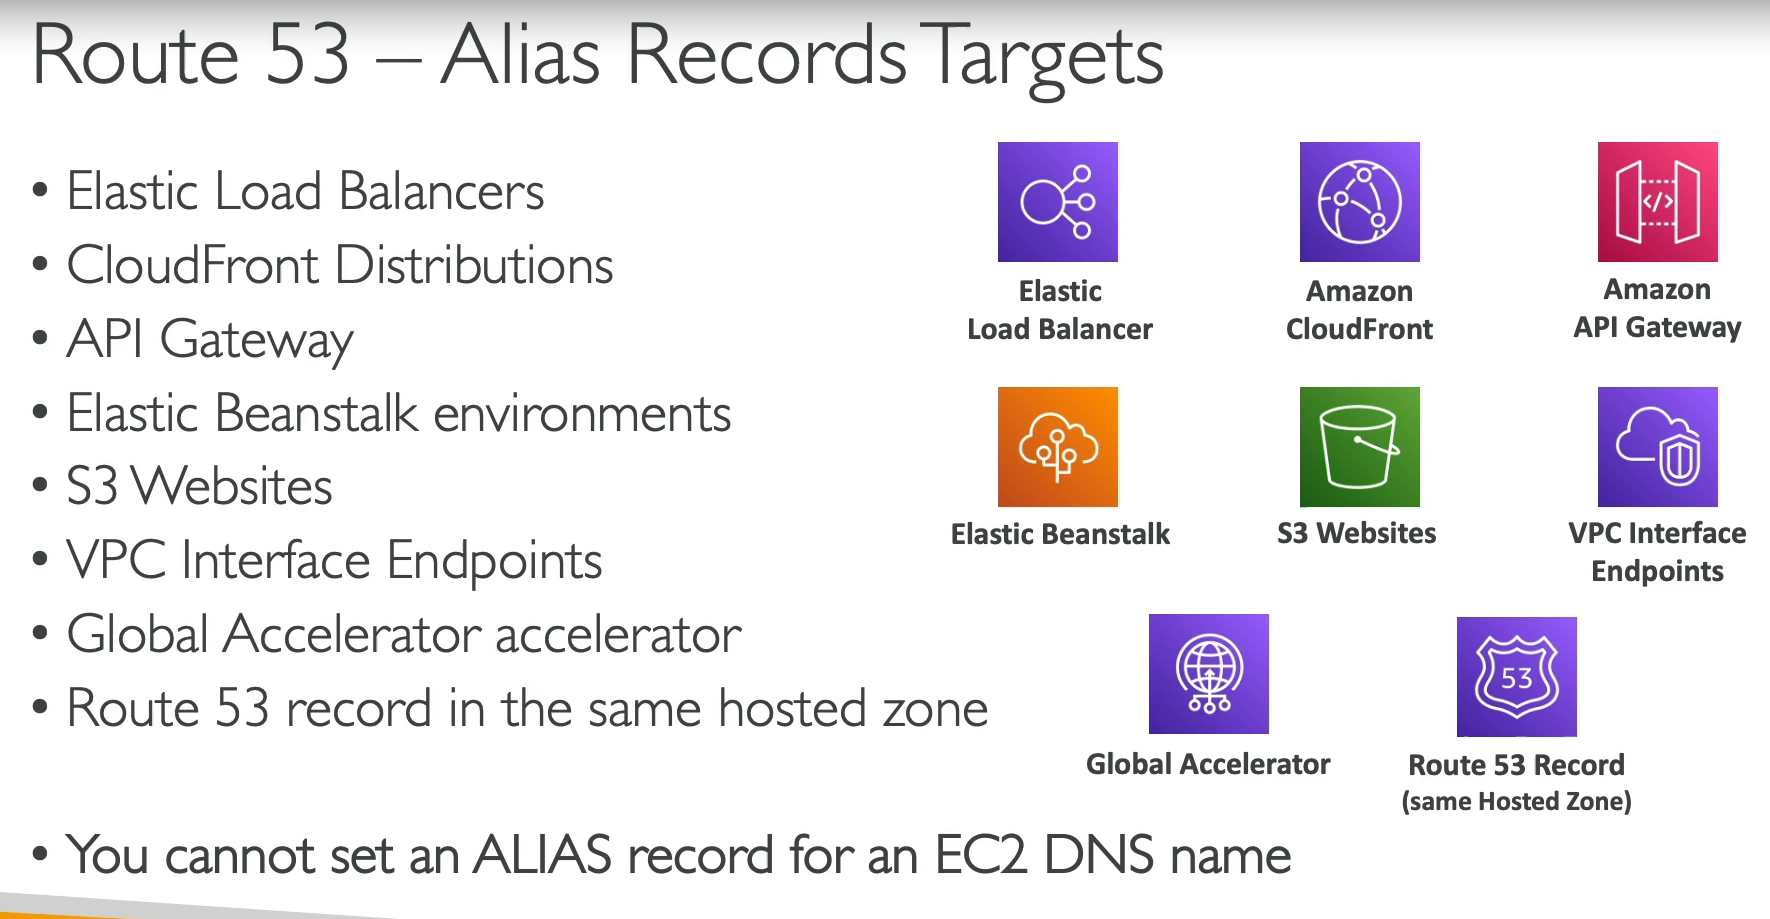 Route 53 – Alias Records Targets
• Elastic Load Balancers
• CloudFront Distributions
• API Gateway
• Elastic Beanstalk environments
• S3 Websites
• VPC Interface Endpoints
• Global Accelerator accelerator
• Route 53 record in the same hosted zone
• You cannot set an ALIAS record for an EC2 DNS name
Elastic
Load Balancer
Amazon
CloudFront
</>
Amazon
API Gateway
Elastic Beanstalk
S3 Websites
VPC Interface
Endpoints
Global Accelerator
53
Route 53 Record
(same Hosted Zone)